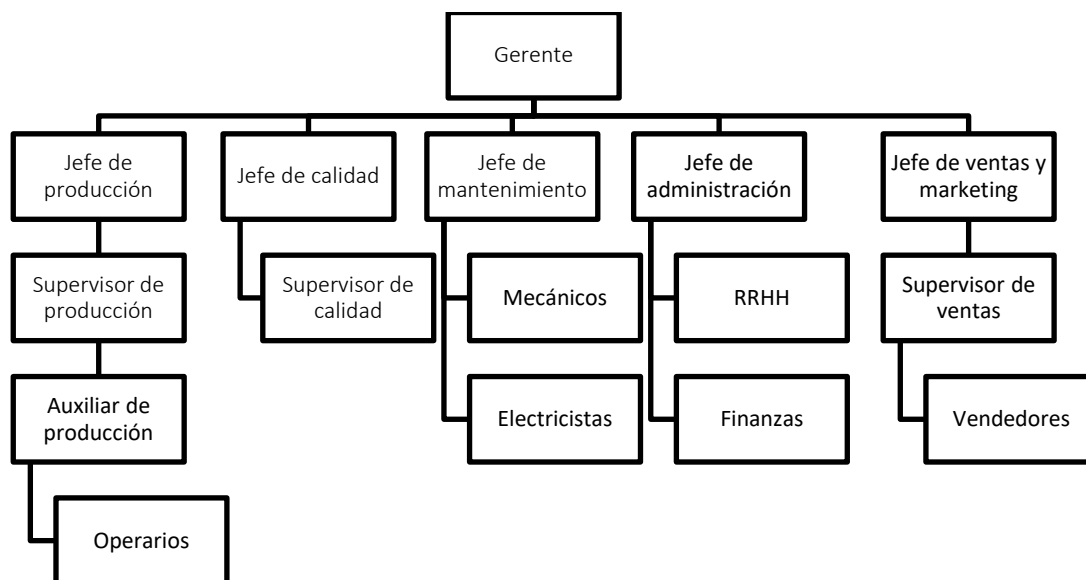 Gerente
Jefe de
producción
Jefe de calidad
Jefe de
mantenimiento
Jefe de
administración
Jefe de ventas y
marketing
Supervisor de
producción
Supervisor de
calidad
Mecánicos
RRHH
Supervisor de
ventas
Auxiliar de
producción
Electricistas
Finanzas
Vendedores
Operarios